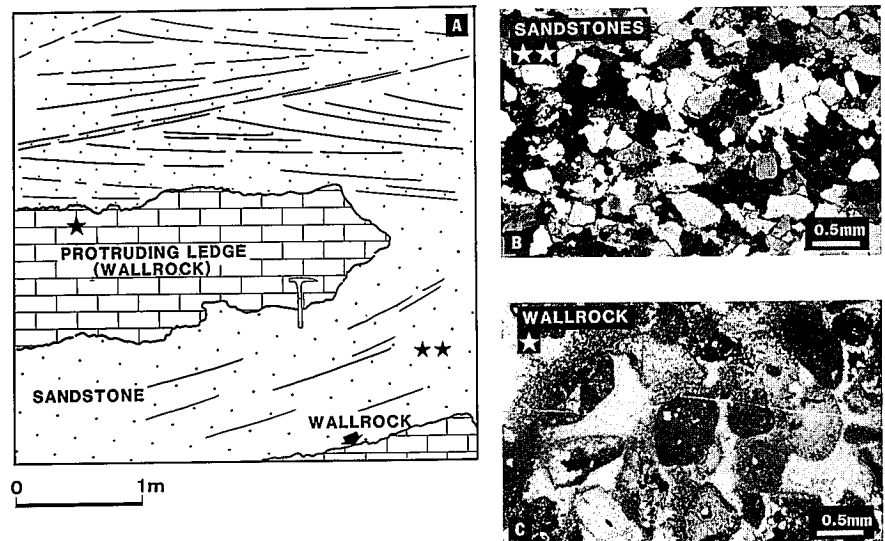 A
PROTRUDING LEDGE
(WALLROCK)
SANDSTONE
WALLROCK
0 1m
SANDSTONES
B
0.5mm
WALLROCK
C
0.5mm